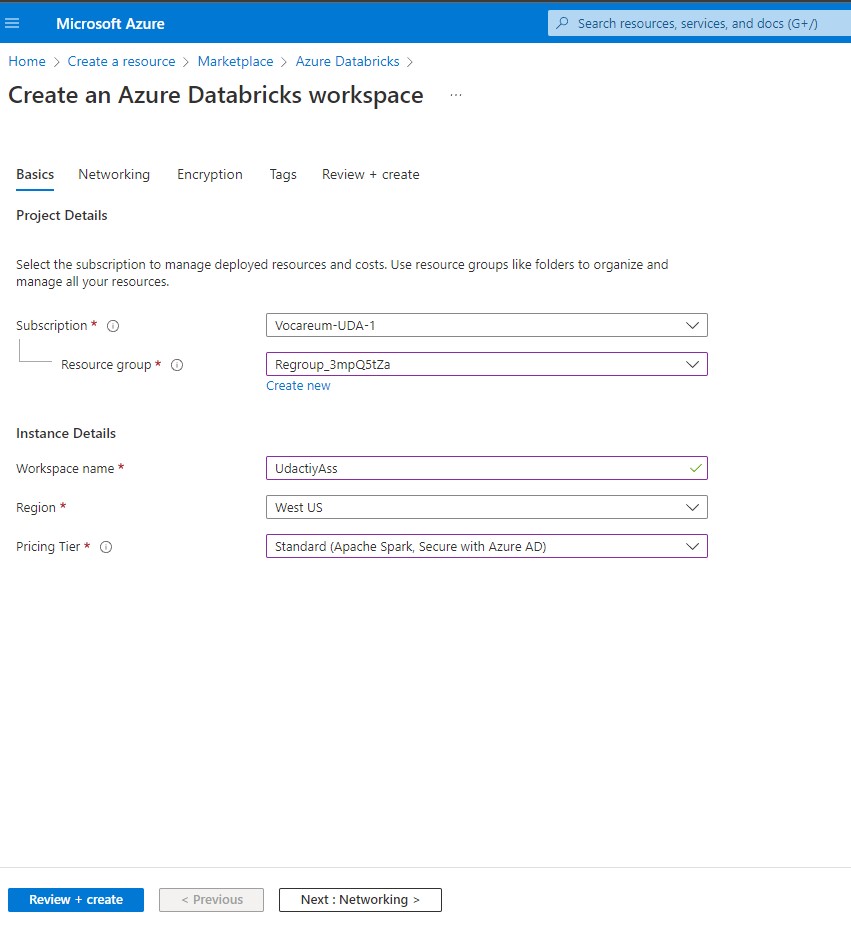 Microsoft Azure
Search resources, services, and docs (G+/)
Home > Create a resource > Marketplace > Azure Databricks >
Create an Azure Databricks workspace ...
Basics Networking Encryption Tags Review + create
Project Details
Select the subscription to manage deployed resources and costs. Use resource groups like folders to organize and
manage all your resources.
Subscription * Vocareum-UDA-1
Resource group * Regroup_3mpQ5tZa
Create new
Instance Details
Workspace name * UdactiyAss
Region * West US
Pricing Tier * Standard (Apache Spark, Secure with Azure AD)
Review + create < Previous Next : Networking >